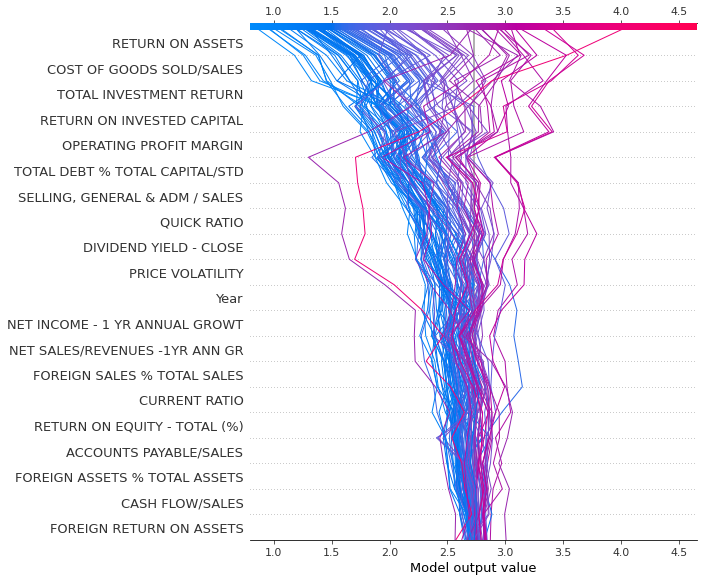 1.0 1.5 2.0 2.5 3.0 3.5 4.0 4.5
RETURN ON ASSETS
COST OF GOODS SOLD/SALES
TOTAL INVESTMENT RETURN
RETURN ON INVESTED CAPITAL
OPERATING PROFIT MARGIN
TOTAL DEBT % TOTAL CAPITAL/STD
SELLING, GENERAL & ADM / SALES
QUICK RATIO
DIVIDEND YIELD - CLOSE
PRICE VOLATILITY
Year
NET INCOME - 1 YR ANNUAL GROWT
NET SALES/REVENUES -1YR ANN GR
FOREIGN SALES % TOTAL SALES
CURRENT RATIO
RETURN ON EQUITY - TOTAL (%)
ACCOUNTS PAYABLE/SALES
FOREIGN ASSETS % TOTAL ASSETS
CASH FLOW/SALES
FOREIGN RETURN ON ASSETS
1.0 1.5 2.0 2.5 3.0 3.5 4.0 4.5
Model output value